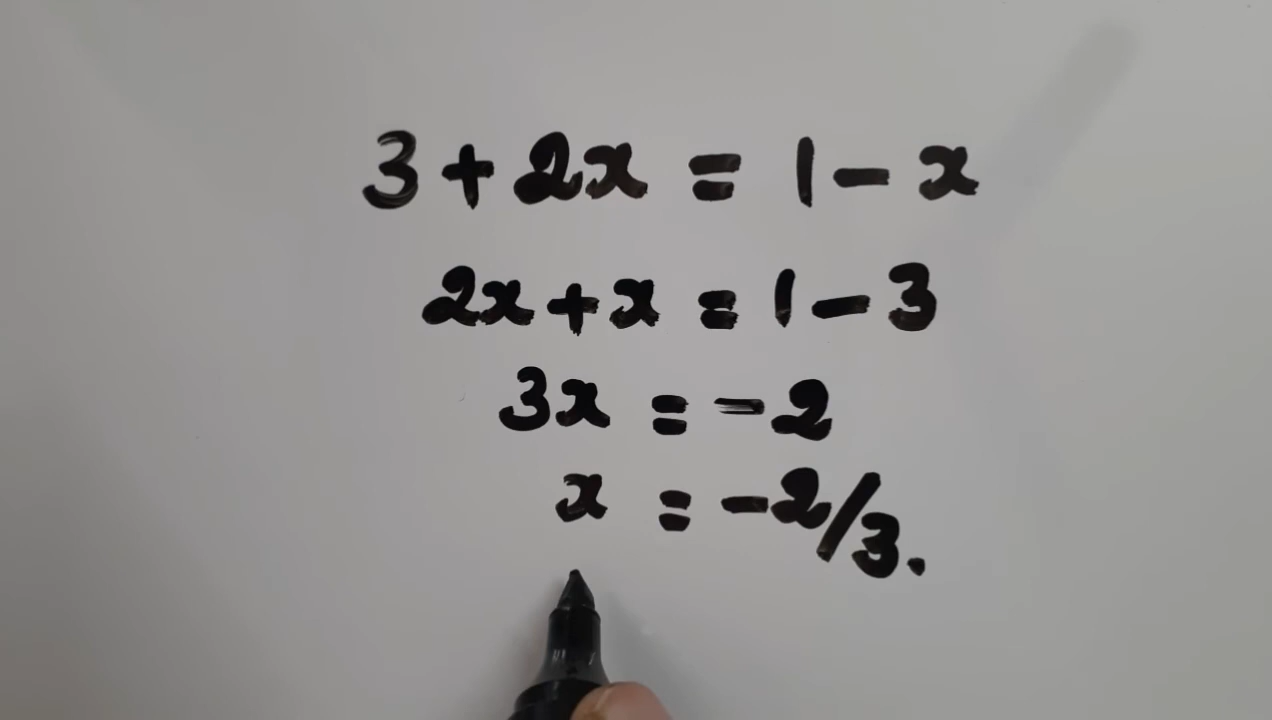 3 + 2x = 1 - x
2x + x = 1 - 3
3x = -2
x = -2/3.